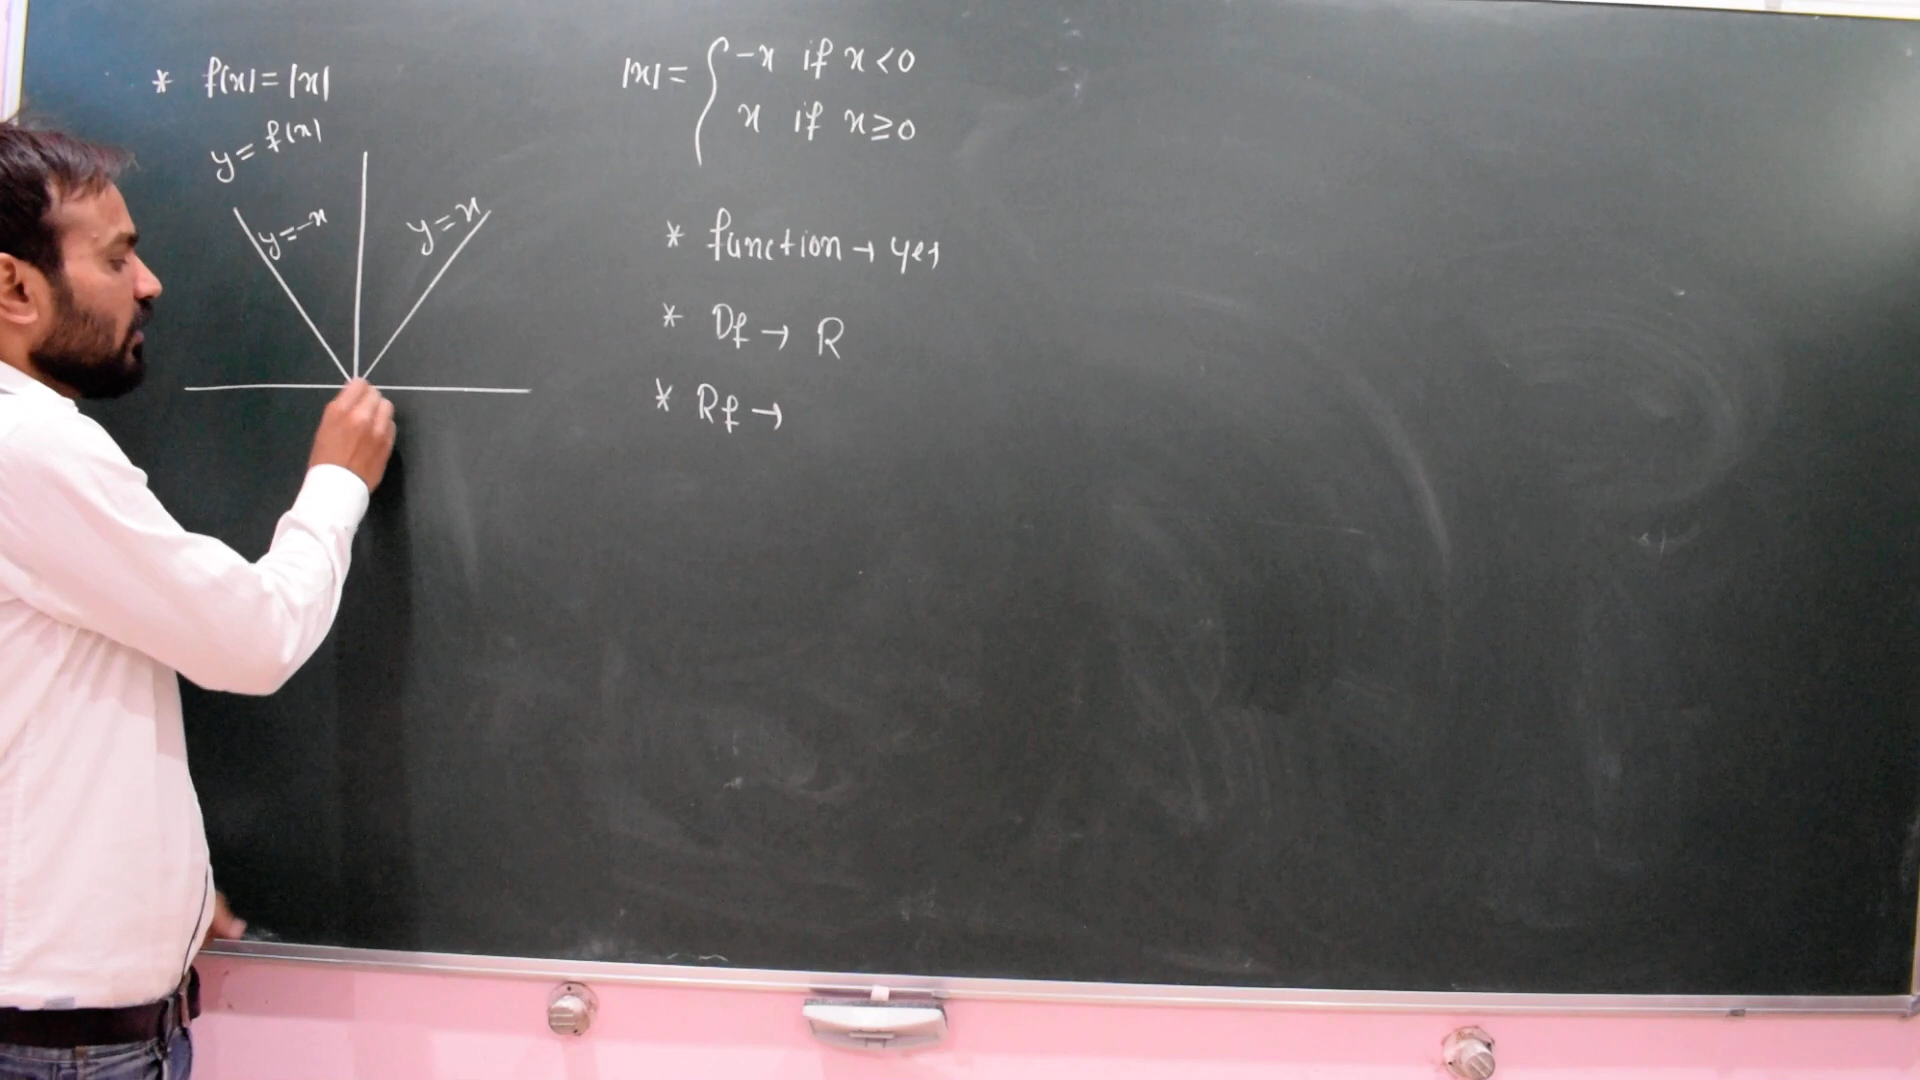 * f(x) = |x|
y = f(x)
y = -x
y = x
|x| = { -x if x < 0
x if x ≥ 0
* function → yes
* Df → R
* Rf →